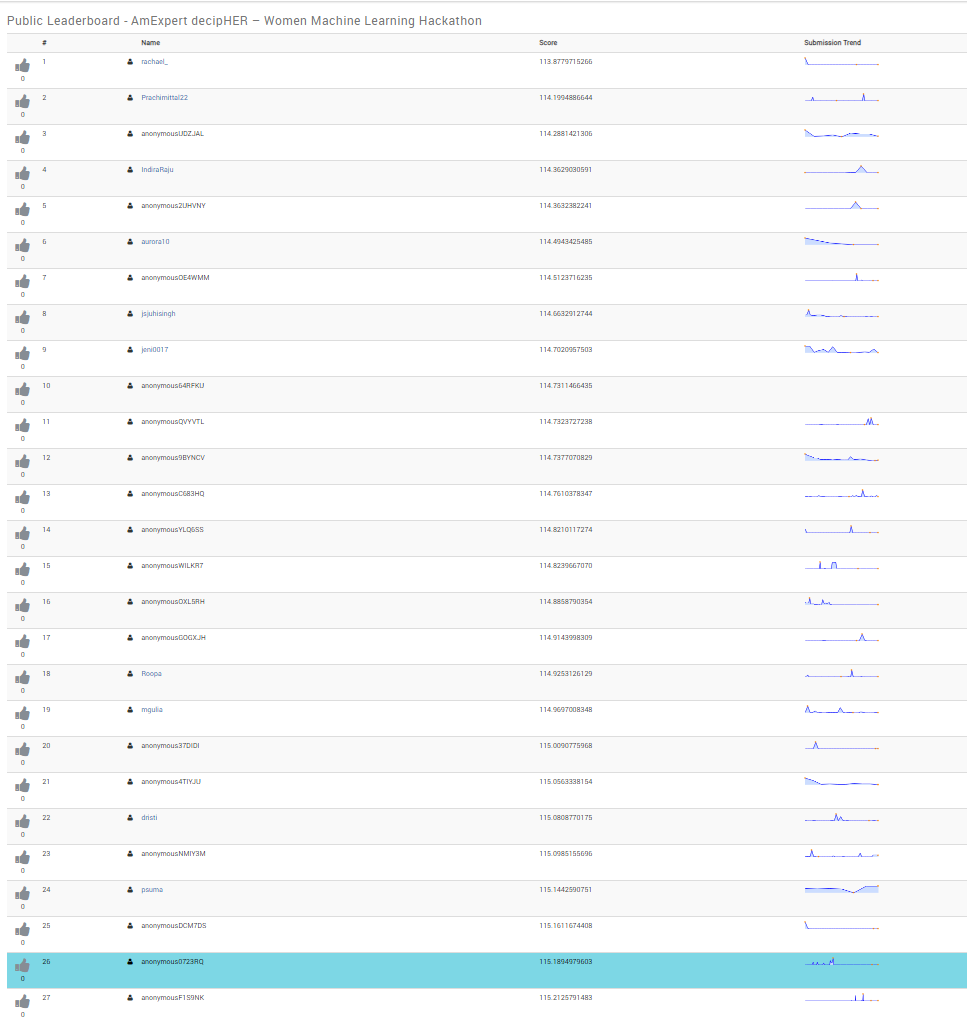 Public Leaderboard - AmExpert decipHER – Women Machine Learning Hackathon
# Name Score Submission Trend
1 rachael_ 113.8779715266
0
2 Prachimittal22 114.1994886644
0
3 anonymousUDZJAL 114.2881421306
0
4 IndiraRaju 114.3629030591
0
5 anonymous2UHVNY 114.3632382241
0
6 aurora10 114.4943425485
0
7 anonymousOE4WMM 114.5123716235
0
8 jsjuhisingh 114.6632912744
0
9 jeni0017 114.7020957503
0
10 anonymous64RFKU 114.7311466435
0
11 anonymousQVYVTL 114.7323727238
0
12 anonymous9BYNCV 114.7377070829
0
13 anonymousC683HQ 114.7610378347
0
14 anonymousYLQ6SS 114.8210117274
0
15 anonymousWILKR7 114.8239667070
0
16 anonymousOXL5RH 114.8858790354
0
17 anonymousGOGXJH 114.9143998309
0
18 Roopa 114.9253126129
0
19 mgulia 114.9697008348
0
20 anonymous37DIDI 115.0090775968
0
21 anonymous4TIYJU 115.0563338154
0
22 dristi 115.0808770175
0
23 anonymousNMIY3M 115.0985155696
0
24 psuma 115.1442590751
0
25 anonymousDCM7DS 115.1611674408
0
26 anonymous0723RQ 115.1894979603
0
27 anonymousF1S9NK 115.2125791483
0